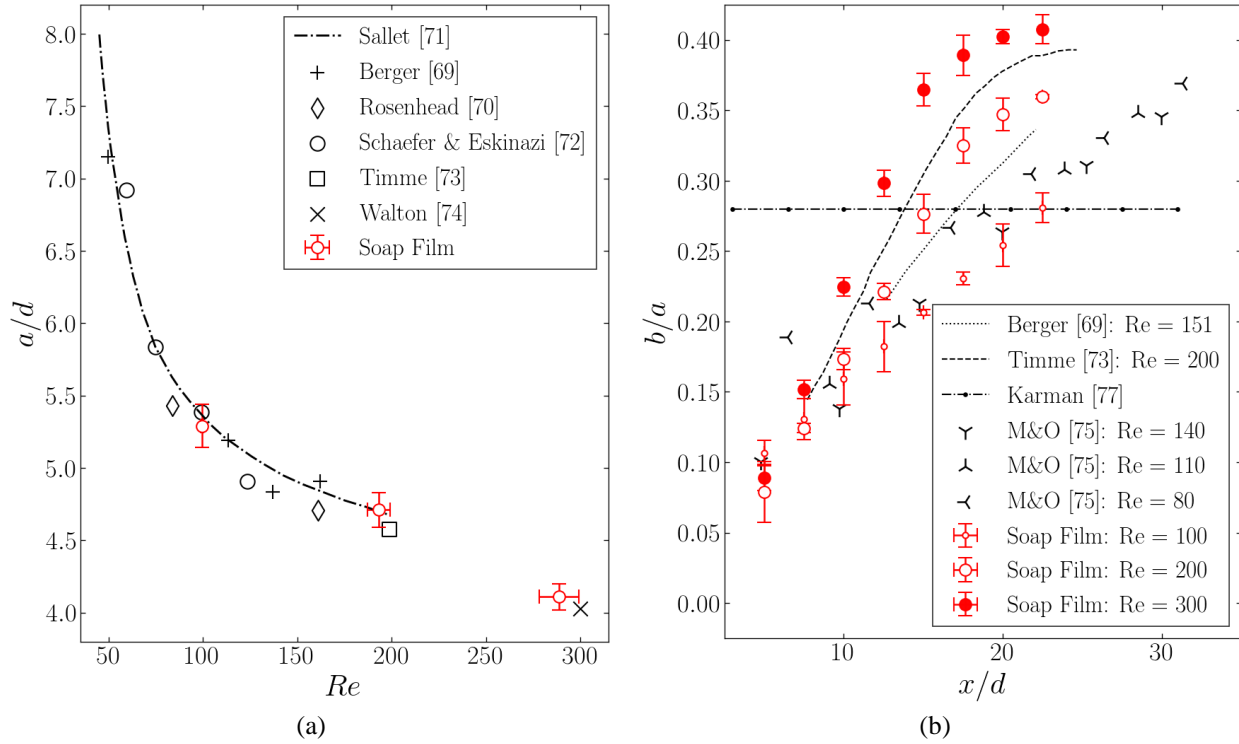 8.0
7.5
7.0
6.5
6.0
5.5
5.0
4.5
4.0
a/d
50
100
150
200
250
300
Re
Sallet [71]
Berger [69]
Rosenhead [70]
Schaefer & Eskinazi [72]
Timme [73]
Walton [74]
Soap Film
(a)
0.40
0.35
0.30
0.25
0.20
0.15
0.10
0.05
0.00
b/a
10
20
30
x/d
Berger [69]: Re = 151
Timme [73]: Re = 200
Karman [77]
M&O [75]: Re = 140
M&O [75]: Re = 110
M&O [75]: Re = 80
Soap Film: Re = 100
Soap Film: Re = 200
Soap Film: Re = 300
(b)